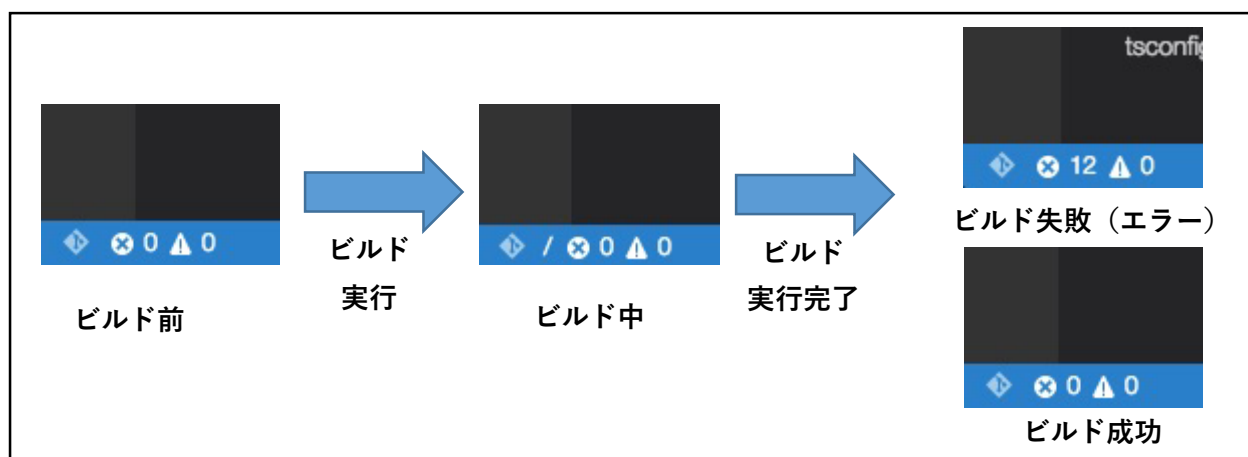 0 0
ビルド前
ビルド
実行
/ 0 0
ビルド中
ビルド
実行完了
tsconfig
12 0
ビルド失敗（エラー）
0 0
ビルド成功